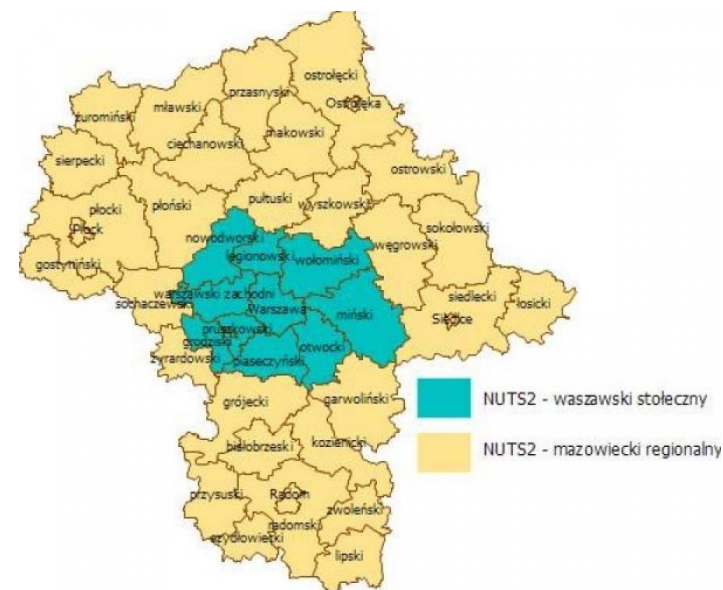 ostrołęcki
przasnyski
Ostrołęka
mławski
żuromiński
makowski
ciechanowski
sierpecki
ostrowski
pułtuski
wyszkowski
płoński
płocki
Płock
sokołowski
nowodworski
węgrowski
legionowski
wołomiński
gostyniński
warszawski zachodni
siedlecki
sochaczewski
łosicki
Warszawa
miński
Siedlce
pruszkowski
grodziski
otwocki
żyrardowski
piaseczyński
NUTS2 - waszawski stołeczny
grójecki
garwoliński
białobrzeski
kozienicki
NUTS2 - mazowiecki regionalny
przysuski
Radom
zwoleński
radomski
szydłowiecki
lipski